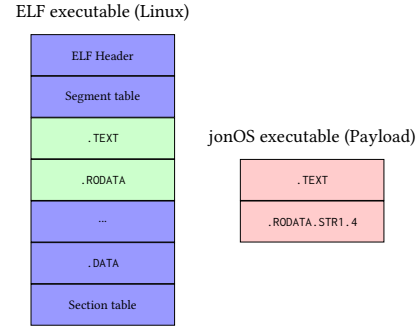 ELF executable (Linux)
ELF Header
Segment table
.TEXT
.RODATA
...
.DATA
Section table
jonOS executable (Payload)
.TEXT
.RODATA.STR1.4